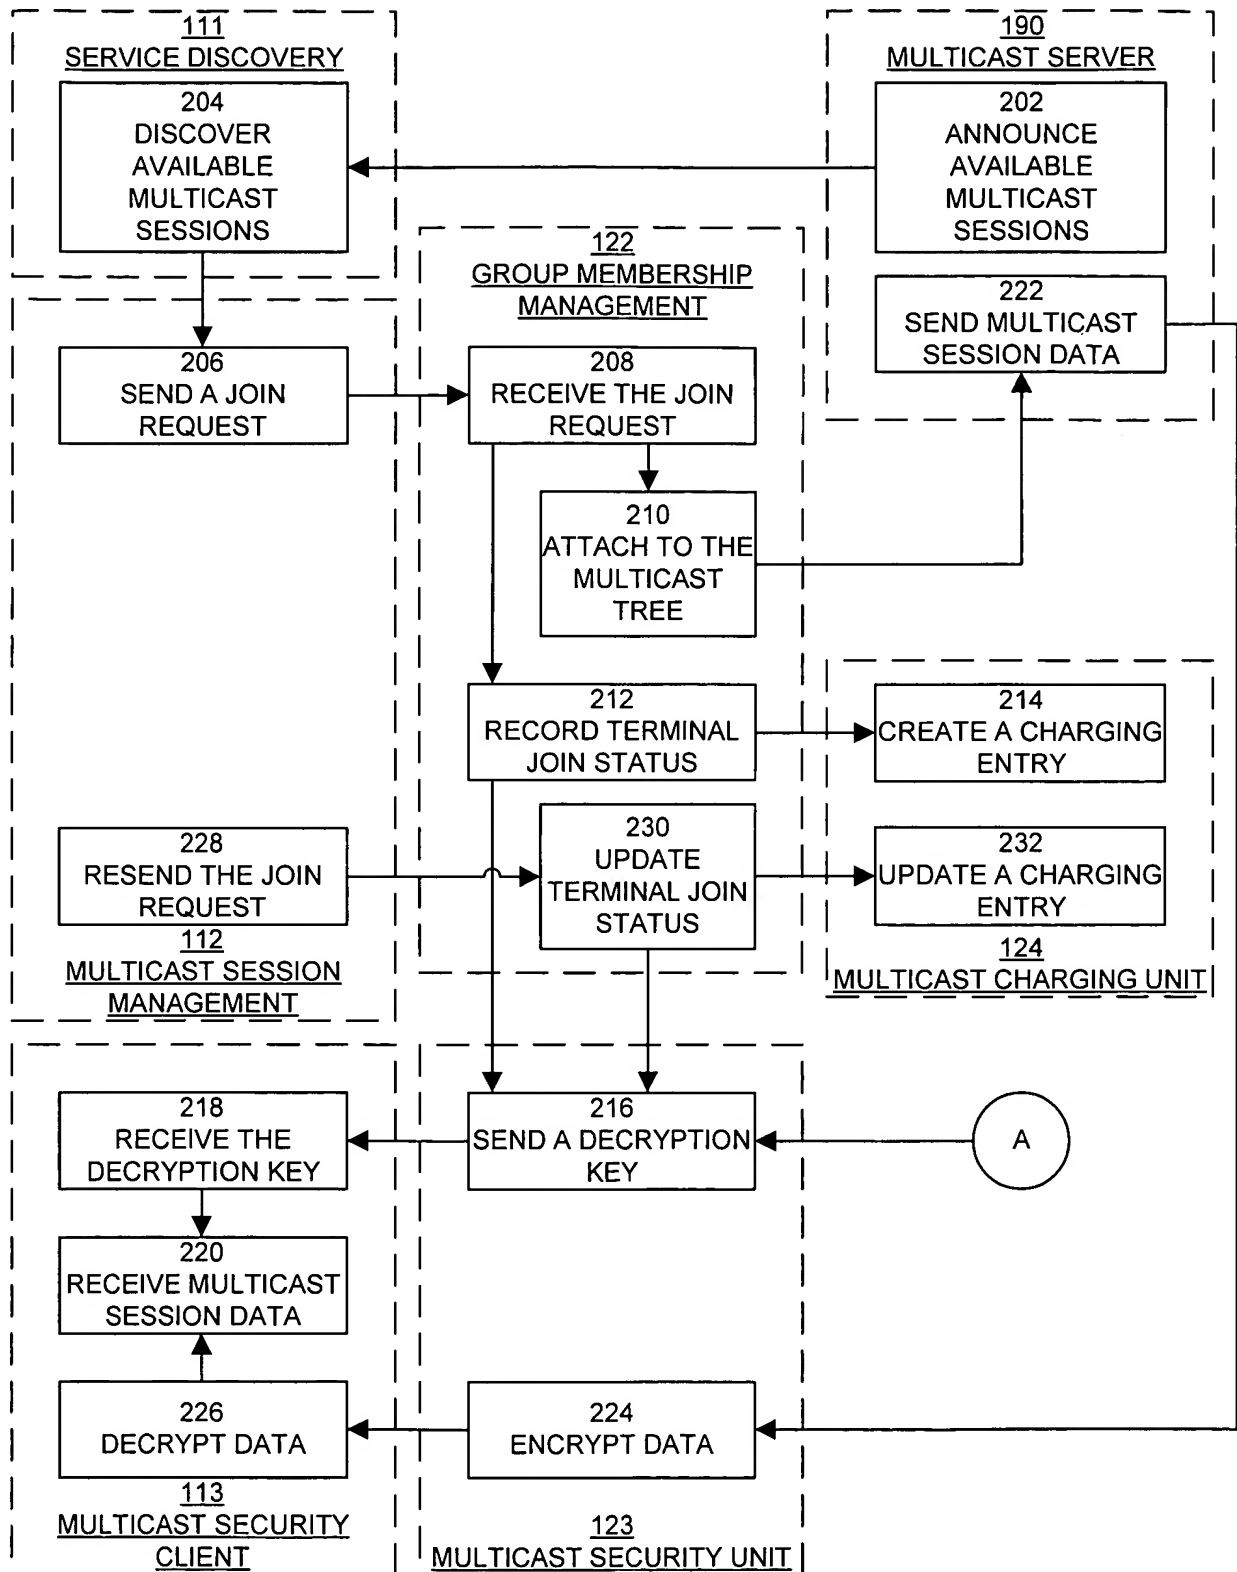 111
SERVICE DISCOVERY
204
DISCOVER
AVAILABLE
MULTICAST
SESSIONS
190
MULTICAST SERVER
202
ANNOUNCE
AVAILABLE
MULTICAST
SESSIONS
222
SEND MULTICAST
SESSION DATA
122
GROUP MEMBERSHIP
MANAGEMENT
206
SEND A JOIN
REQUEST
208
RECEIVE THE JOIN
REQUEST
210
ATTACH TO THE
MULTICAST
TREE
212
RECORD TERMINAL
JOIN STATUS
214
CREATE A CHARGING
ENTRY
228
RESEND THE JOIN
REQUEST
230
UPDATE
TERMINAL JOIN
STATUS
232
UPDATE A CHARGING
ENTRY
112
MULTICAST SESSION
MANAGEMENT
124
MULTICAST CHARGING UNIT
218
RECEIVE THE
DECRYPTION KEY
216
SEND A DECRYPTION
KEY
A
220
RECEIVE MULTICAST
SESSION DATA
226
DECRYPT DATA
224
ENCRYPT DATA
113
MULTICAST SECURITY
CLIENT
123
MULTICAST SECURITY UNIT